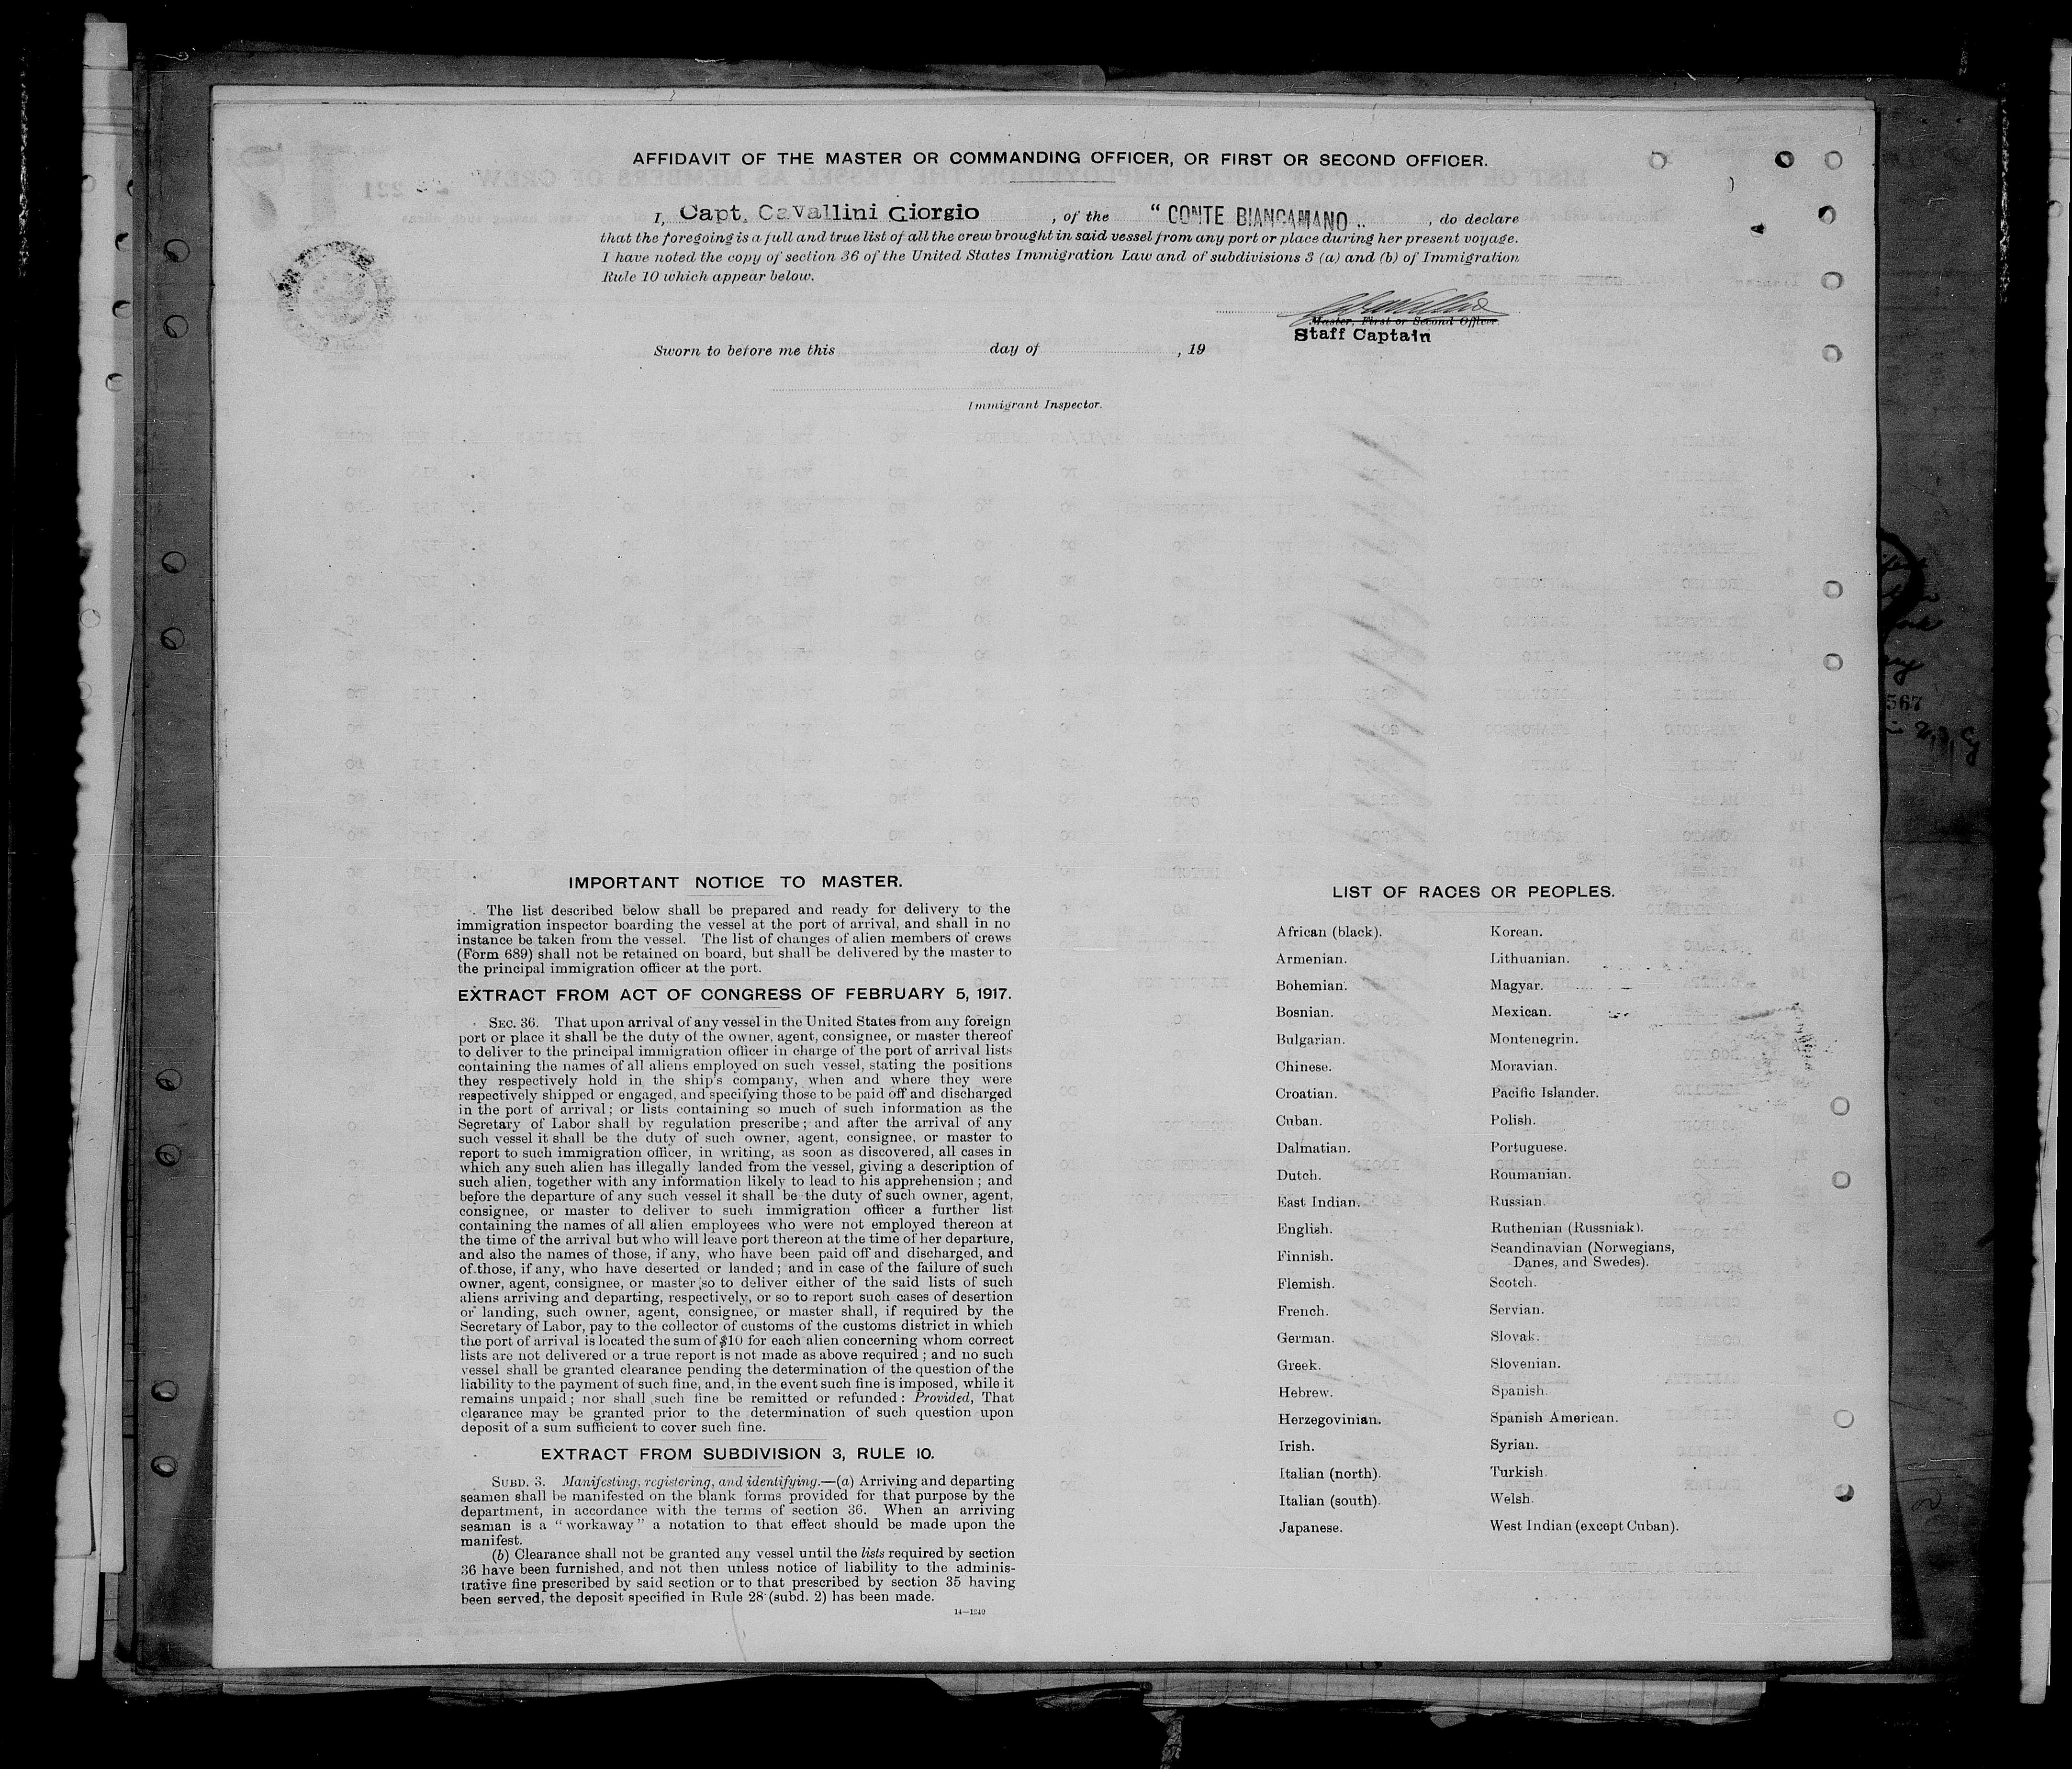 AFFIDAVIT OF THE MASTER OR COMMANDING OFFICER, OR FIRST OR SECOND OFFICER.
I, Capt. Cavallini Giorgio , of the " CONTE BIANCAMANO „ , do declare
that the foregoing is a full and true list of all the crew brought in said vessel from any port or place during her present voyage.
I have noted the copy of section 36 of the United States Immigration Law and of subdivisions 3 (a) and (b) of Immigration
Rule 10 which appear below.
Master, First or Second Officer.
Staff Captain
Sworn to before me this day of , 19
Immigrant Inspector.
IMPORTANT NOTICE TO MASTER.
The list described below shall be prepared and ready for delivery to the
immigration inspector boarding the vessel at the port of arrival, and shall in no
instance be taken from the vessel. The list of changes of alien members of crews
(Form 689) shall not be retained on board, but shall be delivered by the master to
the principal immigration officer at the port.
EXTRACT FROM ACT OF CONGRESS OF FEBRUARY 5, 1917.
SEC. 36. That upon arrival of any vessel in the United States from any foreign
port or place it shall be the duty of the owner, agent, consignee, or master thereof
to deliver to the principal immigration officer in charge of the port of arrival lists
containing the names of all aliens employed on such vessel, stating the positions
they respectively hold in the ship's company, when and where they were
respectively shipped or engaged, and specifying those to be paid off and discharged
in the port of arrival; or lists containing so much of such information as the
Secretary of Labor shall by regulation prescribe; and after the arrival of any
such vessel it shall be the duty of such owner, agent, consignee, or master to
report to such immigration officer, in writing, as soon as discovered, all cases in
which any such alien has illegally landed from the vessel, giving a description of
such alien, together with any information likely to lead to his apprehension; and
before the departure of any such vessel it shall be the duty of such owner, agent,
consignee, or master to deliver to such immigration officer a further list
containing the names of all alien employees who were not employed thereon at
the time of the arrival but who will leave port thereon at the time of her departure,
and also the names of those, if any, who have been paid off and discharged, and
of those, if any, who have deserted or landed; and in case of the failure of such
owner, agent, consignee, or master so to deliver either of the said lists of such
aliens arriving and departing, respectively, or so to report such cases of desertion
or landing, such owner, agent, consignee, or master shall, if required by the
Secretary of Labor, pay to the collector of customs of the customs district in which
the port of arrival is located the sum of $10 for each alien concerning whom correct
lists are not delivered or a true report is not made as above required; and no such
vessel shall be granted clearance pending the determination of the question of the
liability to the payment of such fine, and, in the event such fine is imposed, while it
remains unpaid; nor shall such fine be remitted or refunded: Provided, That
clearance may be granted prior to the determination of such question upon
deposit of a sum sufficient to cover such fine.
EXTRACT FROM SUBDIVISION 3, RULE 10.
SUBD. 3. Manifesting, registering, and identifying.—(a) Arriving and departing
seamen shall be manifested on the blank forms provided for that purpose by the
department, in accordance with the terms of section 36. When an arriving
seaman is a "workaway" a notation to that effect should be made upon the
manifest.
(b) Clearance shall not be granted any vessel until the lists required by section
36 have been furnished, and not then unless notice of liability to the adminis-
trative fine prescribed by said section or to that prescribed by section 35 having
been served, the deposit specified in Rule 28 (subd. 2) has been made.
14—1240
LIST OF RACES OR PEOPLES.
African (black).
Armenian.
Bohemian.
Bosnian.
Bulgarian.
Chinese.
Croatian.
Cuban.
Dalmatian.
Dutch.
East Indian.
English.
Finnish.
Flemish.
French.
German.
Greek.
Hebrew.
Herzegovinian.
Irish.
Italian (north).
Italian (south).
Japanese.
Korean.
Lithuanian.
Magyar.
Mexican.
Montenegrin.
Moravian.
Pacific Islander.
Polish.
Portuguese.
Roumanian.
Russian.
Ruthenian (Russniak).
Scandinavian (Norwegians,
Danes, and Swedes).
Scotch.
Servian.
Slovak.
Slovenian.
Spanish.
Spanish American.
Syrian.
Turkish.
Welsh.
West Indian (except Cuban).
567